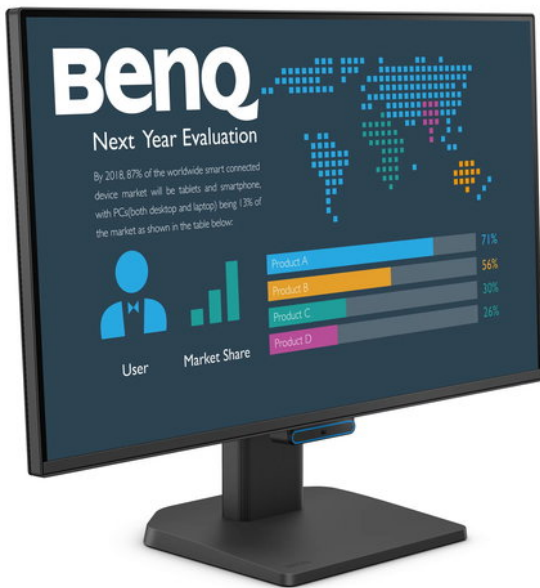 BenQ
Next Year Evaluation
By 2018, 87% of the worldwide smart connected
device market will be tablets and smartphone,
with PCs(both desktop and laptop) being 13% of
the market as shown in the table below:
Product A 71%
Product B 56%
Product C 30%
Product D 26%
User
Market Share